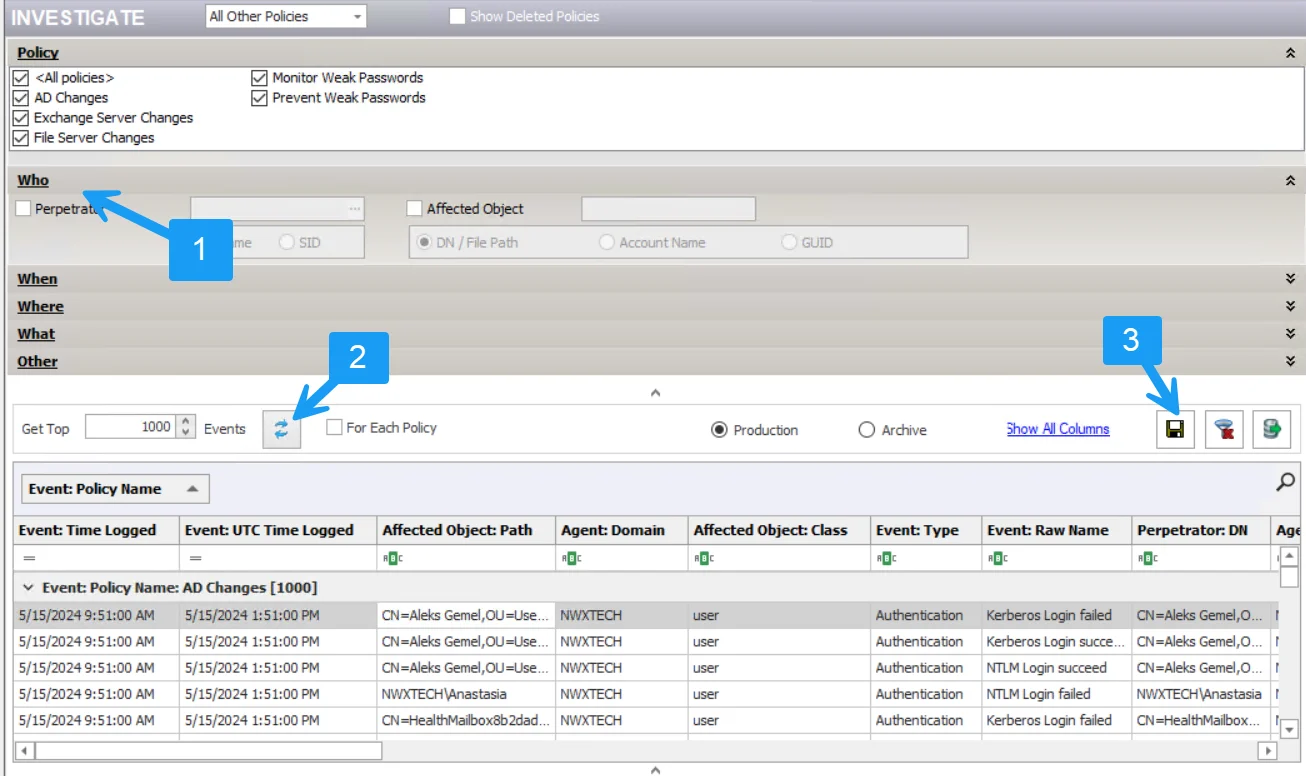 INVESTIGATE All Other Policies Show Deleted Policies
Policy
<All policies> Monitor Weak Passwords
AD Changes Prevent Weak Passwords
Exchange Server Changes
File Server Changes
Who
Perpetrato ... Affected Object
1 me SID DN / File Path Account Name GUID
When
Where
What
Other
2 3
Get Top 1000 Events For Each Policy Production Archive Show All Columns
Event: Policy Name
Event: Time Logged Event: UTC Time Logged Affected Object: Path Agent: Domain Affected Object: Class Event: Type Event: Raw Name Perpetrator: DN Age
= = ABC ABC ABC ABC ABC ABC
Event: Policy Name: AD Changes [1000]
5/15/2024 9:51:00 AM 5/15/2024 1:51:00 PM CN=Aleks Gemel,OU=Use... NWXTECH user Authentication Kerberos Login failed CN=Aleks Gemel,O...
5/15/2024 9:51:00 AM 5/15/2024 1:51:00 PM CN=Aleks Gemel,OU=Use... NWXTECH user Authentication Kerberos Login succe... CN=Aleks Gemel,O...
5/15/2024 9:51:00 AM 5/15/2024 1:51:00 PM CN=Aleks Gemel,OU=Use... NWXTECH user Authentication NTLM Login succeed CN=Aleks Gemel,O...
5/15/2024 9:51:00 AM 5/15/2024 1:51:00 PM NWXTECH\Anastasia NWXTECH user Authentication NTLM Login failed NWXTECH\Anastasia
5/15/2024 9:51:00 AM 5/15/2024 1:51:00 PM CN=HealthMailbox8b2dad... NWXTECH user Authentication Kerberos Login failed CN=HealthMailbox...